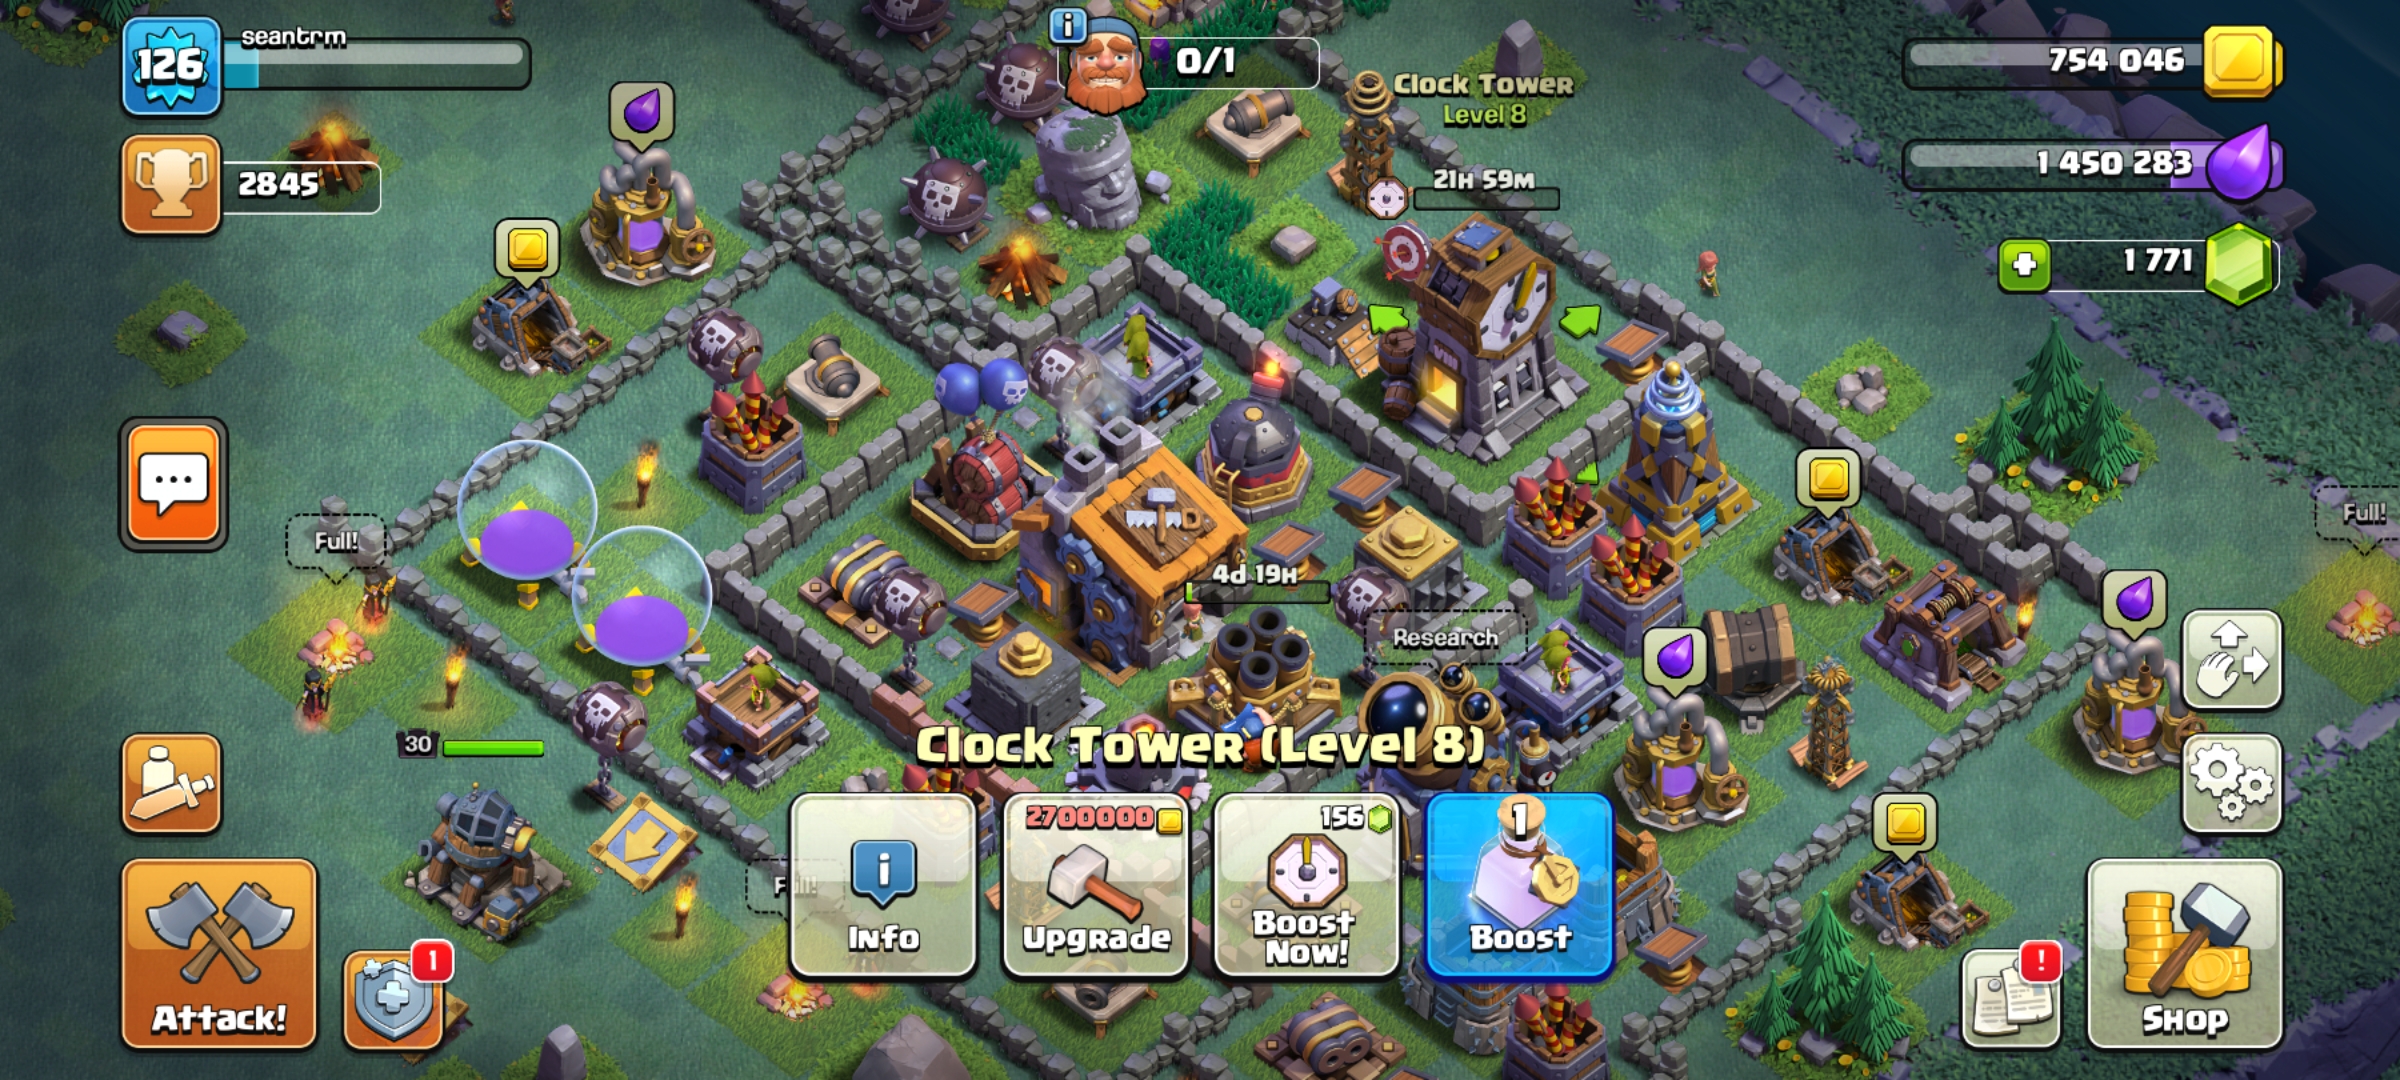 126
seantrm
0/1
754 046
Clock Tower
Level 8
1 450 283
2845
21H 59M
1 771
VIII
Full!
Full!
4d 19H
Research
30
Clock Tower (Level 8)
Full!
Info
2700000
Upgrade
156
Boost
Now!
1
Boost
Attack!
1
!
Shop